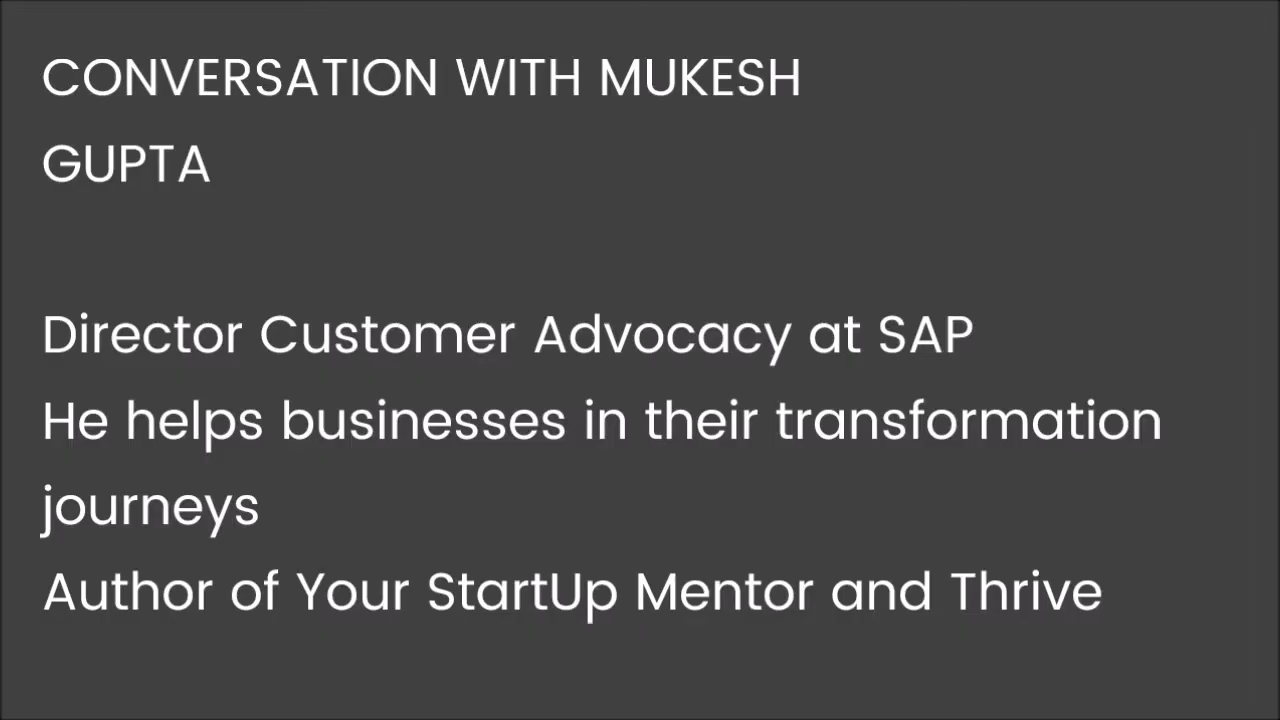 CONVERSATION WITH MUKESH
GUPTA
Director Customer Advocacy at SAP
He helps businesses in their transformation
journeys
Author of Your StartUp Mentor and Thrive